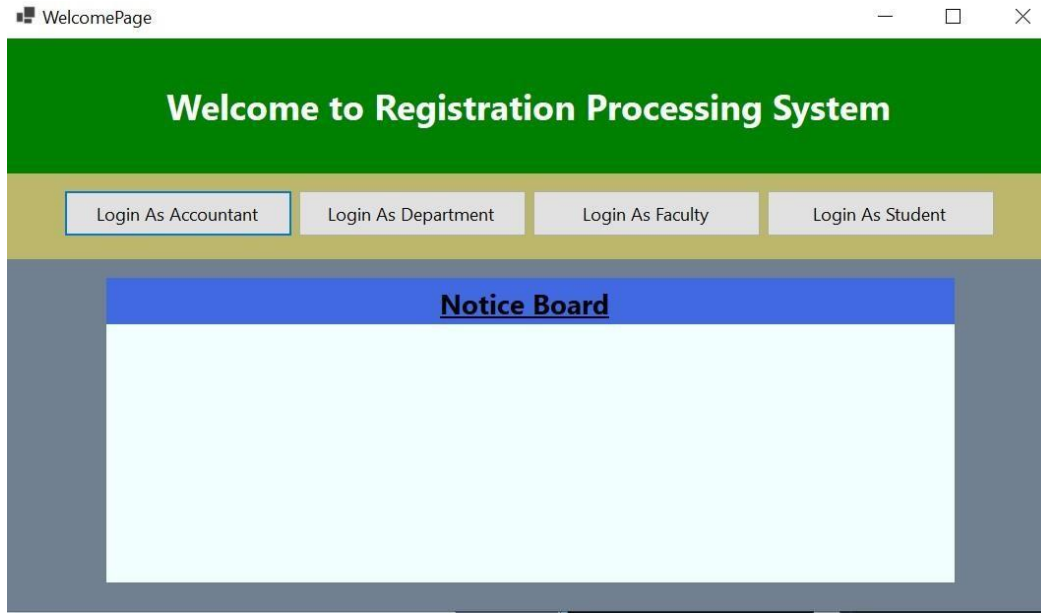 WelcomePage
Welcome to Registration Processing System
Login As Accountant
Login As Department
Login As Faculty
Login As Student
Notice Board